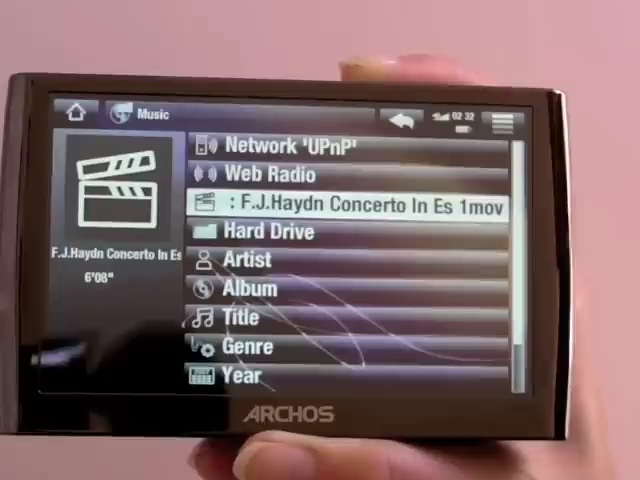 Music
02 32
Network 'UPnP'
Web Radio
: F.J.Haydn Concerto In Es 1mov
Hard Drive
F.J.Haydn Concerto In Es
6'08"
Artist
Album
Title
Genre
Year
ARCHOS